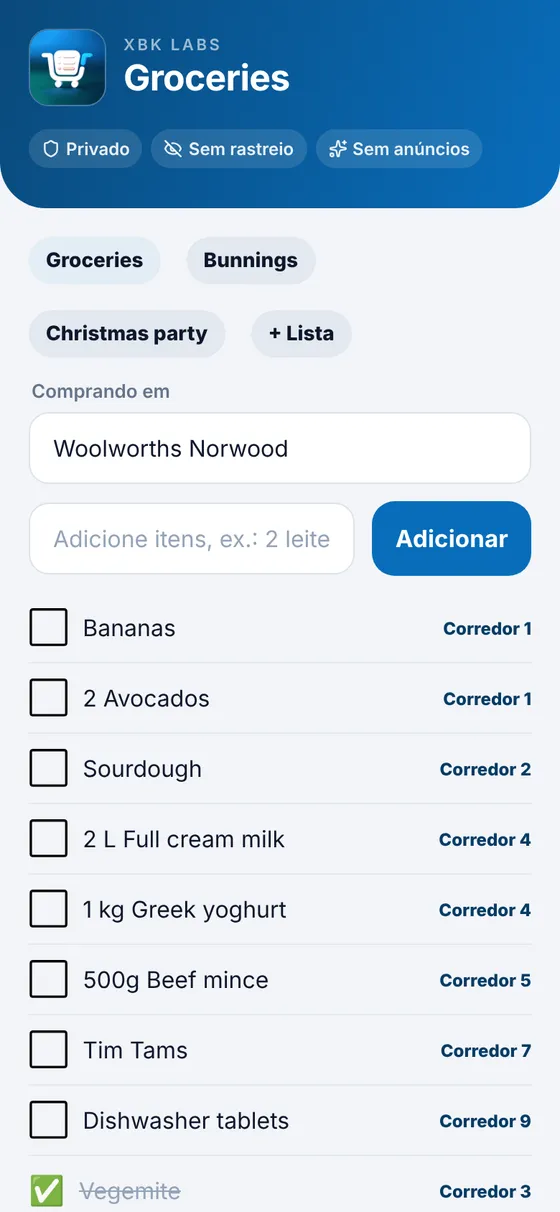 XBK LABS
Groceries
Privado Sem rastreio Sem anúncios
Groceries Bunnings
Christmas party + Lista
Comprando em
Woolworths Norwood
Adicione itens, ex.: 2 leite Adicionar
Bananas Corredor 1
2 Avocados Corredor 1
Sourdough Corredor 2
2 L Full cream milk Corredor 4
1 kg Greek yoghurt Corredor 4
500g Beef mince Corredor 5
Tim Tams Corredor 7
Dishwasher tablets Corredor 9
Vegemite Corredor 3